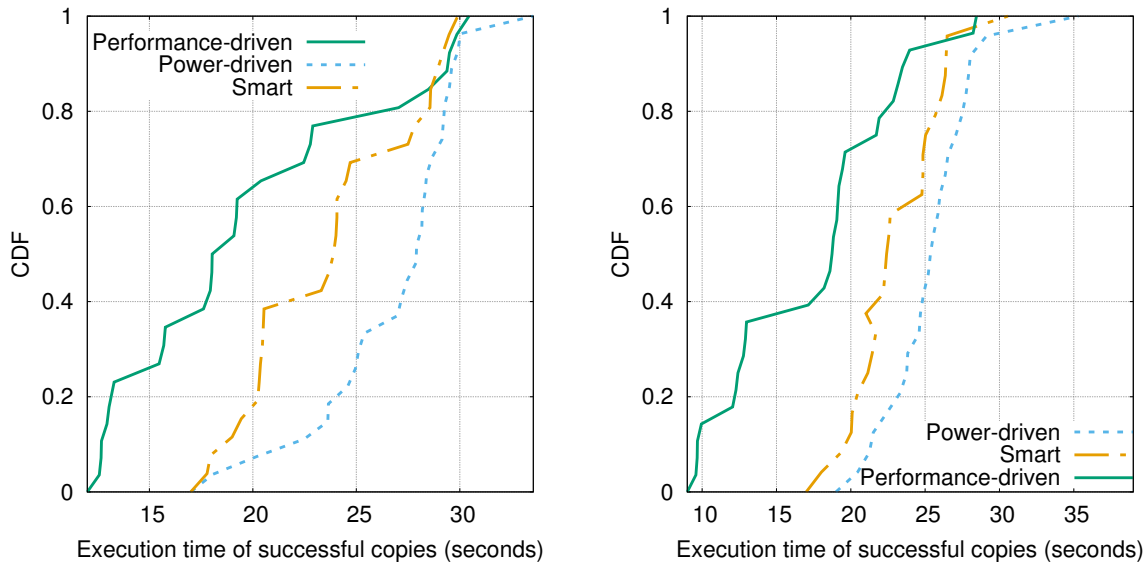 1
0.8
0.6
0.4
0.2
0
CDF
Performance-driven
Power-driven
Smart
15 20 25 30
Execution time of successful copies (seconds)
1
0.8
0.6
0.4
0.2
0
CDF
Power-driven
Smart
Performance-driven
10 15 20 25 30 35
Execution time of successful copies (seconds)